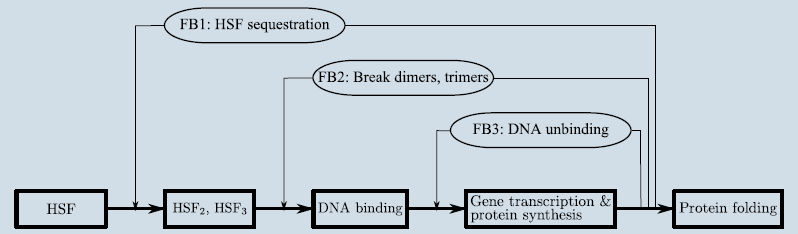 FB1: HSF sequestration
FB2: Break dimers, trimers
FB3: DNA unbinding
HSF
HSF₂, HSF₃
DNA binding
Gene transcription &
protein synthesis
Protein folding